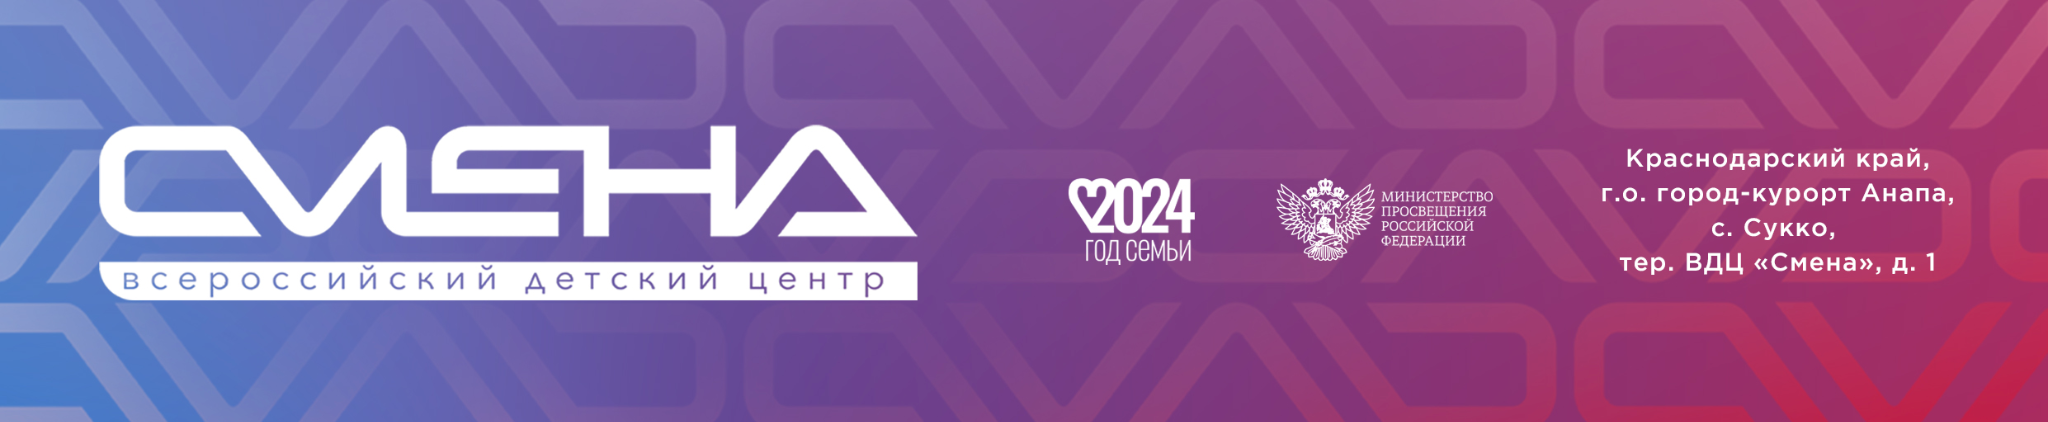 СМЕНА
всероссийский детский центр
2024
ГОД СЕМЬИ
МИНИСТЕРСТВО
ПРОСВЕЩЕНИЯ
РОССИЙСКОЙ
ФЕДЕРАЦИИ
Краснодарский край,
г.о. город-курорт Анапа,
с. Сукко,
тер. ВДЦ «Смена», д. 1